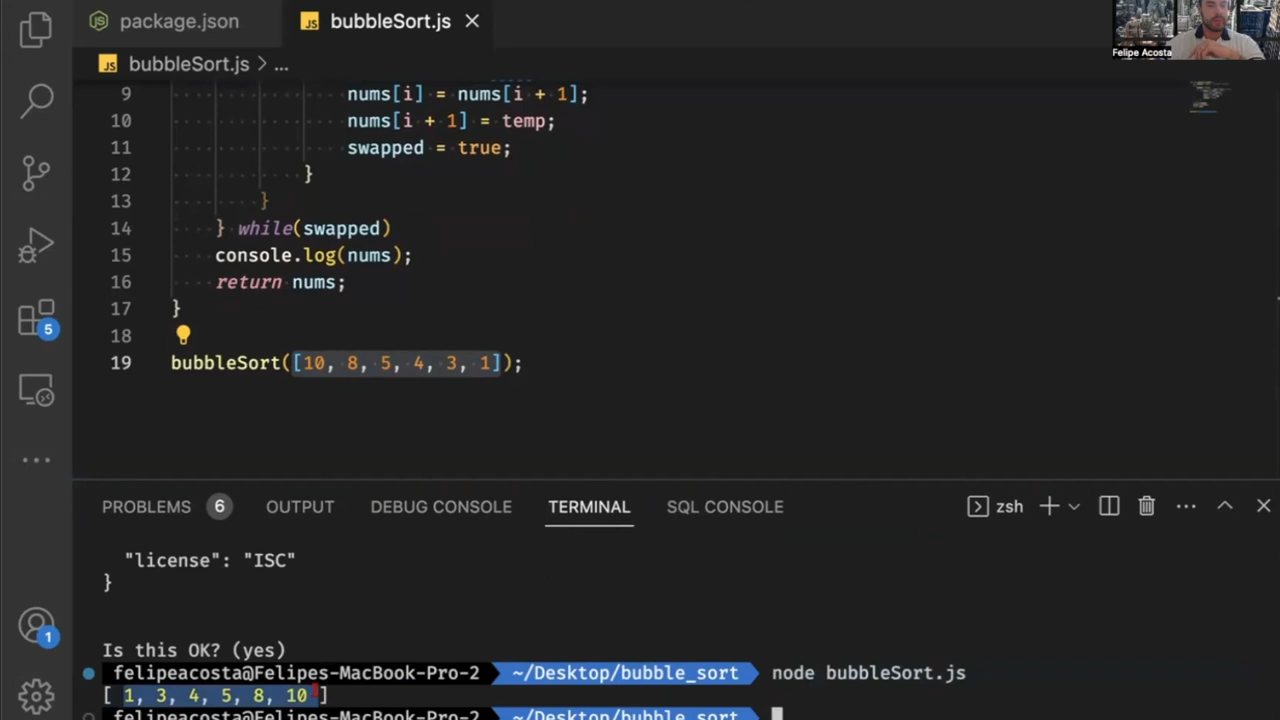 package.json
bubbleSort.js
Felipe Acosta
bubbleSort.js > ...
9 nums[i] = nums[i + 1];
10 nums[i + 1] = temp;
11 swapped = true;
12 }
13 }
14 } while(swapped)
15 console.log(nums);
16 return nums;
17 }
18
19 bubbleSort([10, 8, 5, 4, 3, 1]);
5
PROBLEMS 6 OUTPUT DEBUG CONSOLE TERMINAL SQL CONSOLE zsh
"license": "ISC"
}
Is this OK? (yes)
felipeacosta@Felipes-MacBook-Pro-2 ~/Desktop/bubble_sort node bubbleSort.js
1
[ 1, 3, 4, 5, 8, 10 ]
felipeacosta@Felipes-MacBook-Pro-2 ~/Desktop/bubble_sort